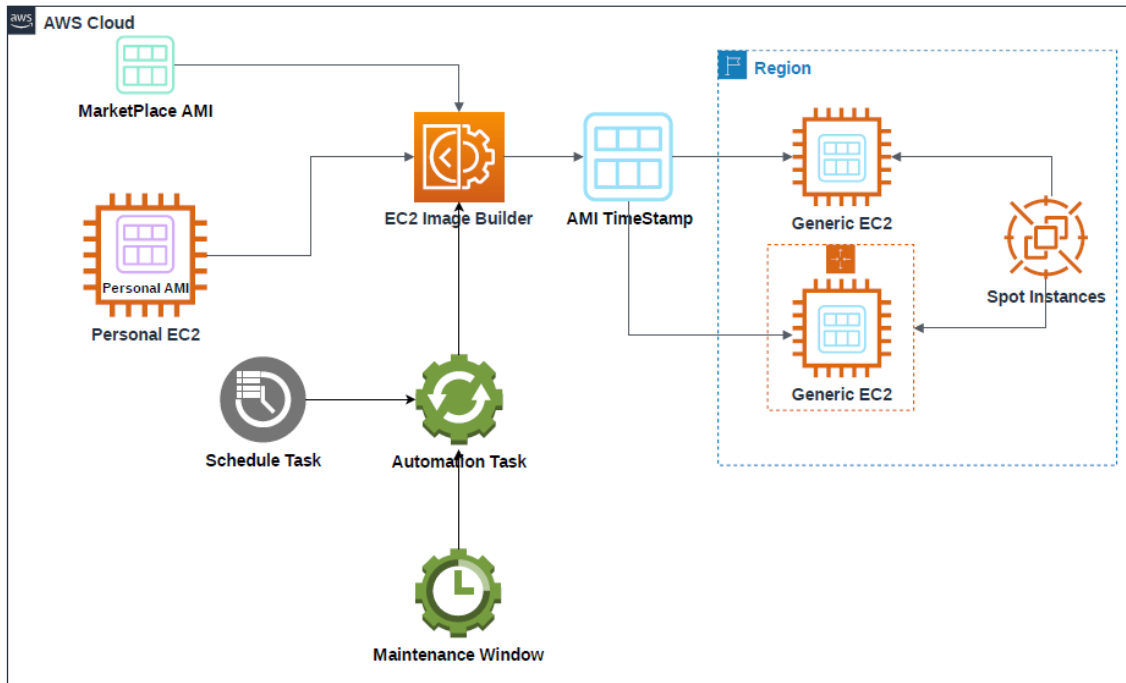 aws
AWS Cloud
MarketPlace AMI
Region
EC2 Image Builder
AMI TimeStamp
Generic EC2
Personal AMI
Personal EC2
Spot Instances
Generic EC2
Schedule Task
Automation Task
Maintenance Window